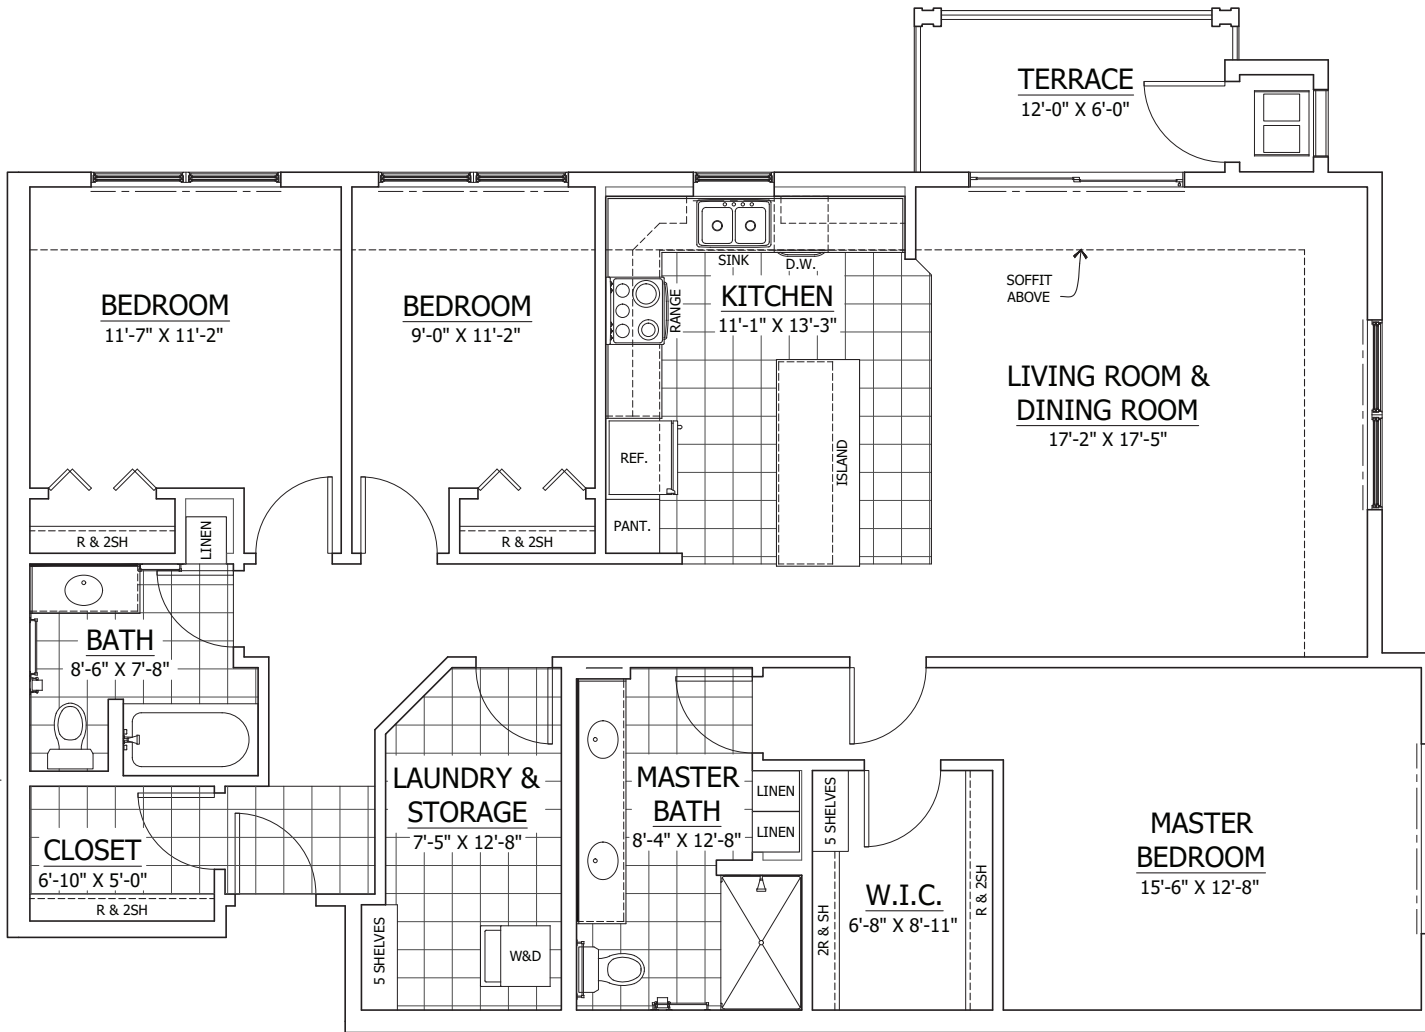 TERRACE
12'-0" X 6'-0"
BEDROOM
11'-7" X 11'-2"
BEDROOM
9'-0" X 11'-2"
SINK
D.W.
RANGE
KITCHEN
11'-1" X 13'-3"
SOFFIT
ABOVE
LIVING ROOM &
DINING ROOM
17'-2" X 17'-5"
REF.
ISLAND
PANT.
R & 2SH
LINEN
R & 2SH
BATH
8'-6" X 7'-8"
LAUNDRY &
STORAGE
7'-5" X 12'-8"
MASTER
BATH
8'-4" X 12'-8"
LINEN
LINEN
5 SHELVES
MASTER
BEDROOM
15'-6" X 12'-8"
CLOSET
6'-10" X 5'-0"
R & 2SH
W.I.C.
6'-8" X 8'-11"
R & 2SH
2R & SH
5 SHELVES
W&D